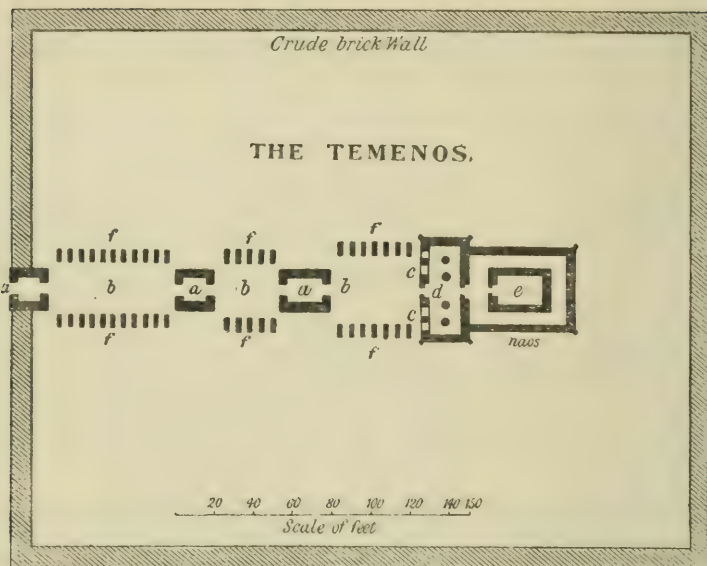 Crude brick Wall
THE TEMENOS.
f f f
a b a b a b c d e
c
f f f naos
20 40 60 80 100 120 140 150
Scale of feet